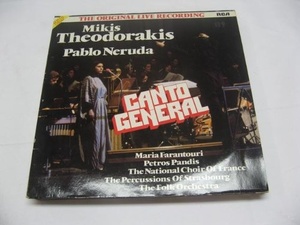 THE ORIGINAL LIVE RECORDING
RCA
Mikis
Theodorakis
Pablo Neruda
CANTO
GENERAL
Maria Farantouri
Petros Pandis
The National Choir Of France
The Percussions Of Strasbourg
The Folk Orchestra